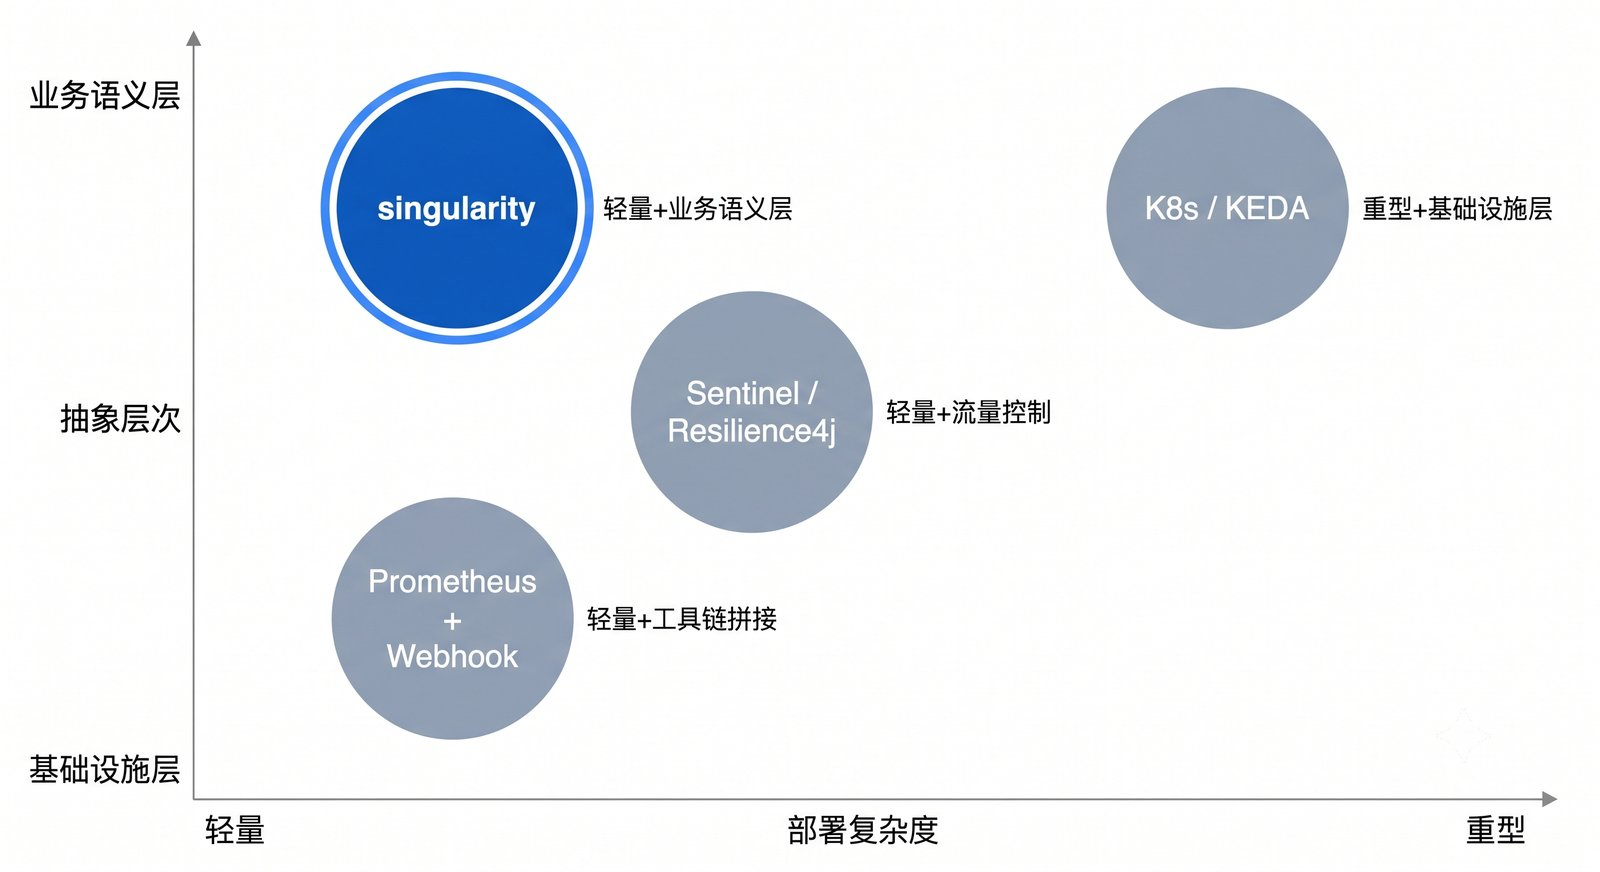 业务语义层
singularity
轻量+业务语义层
K8s / KEDA
重型+基础设施层
抽象层次
Sentinel /
Resilience4j
轻量+流量控制
Prometheus
+
Webhook
轻量+工具链拼接
基础设施层
轻量
部署复杂度
重型